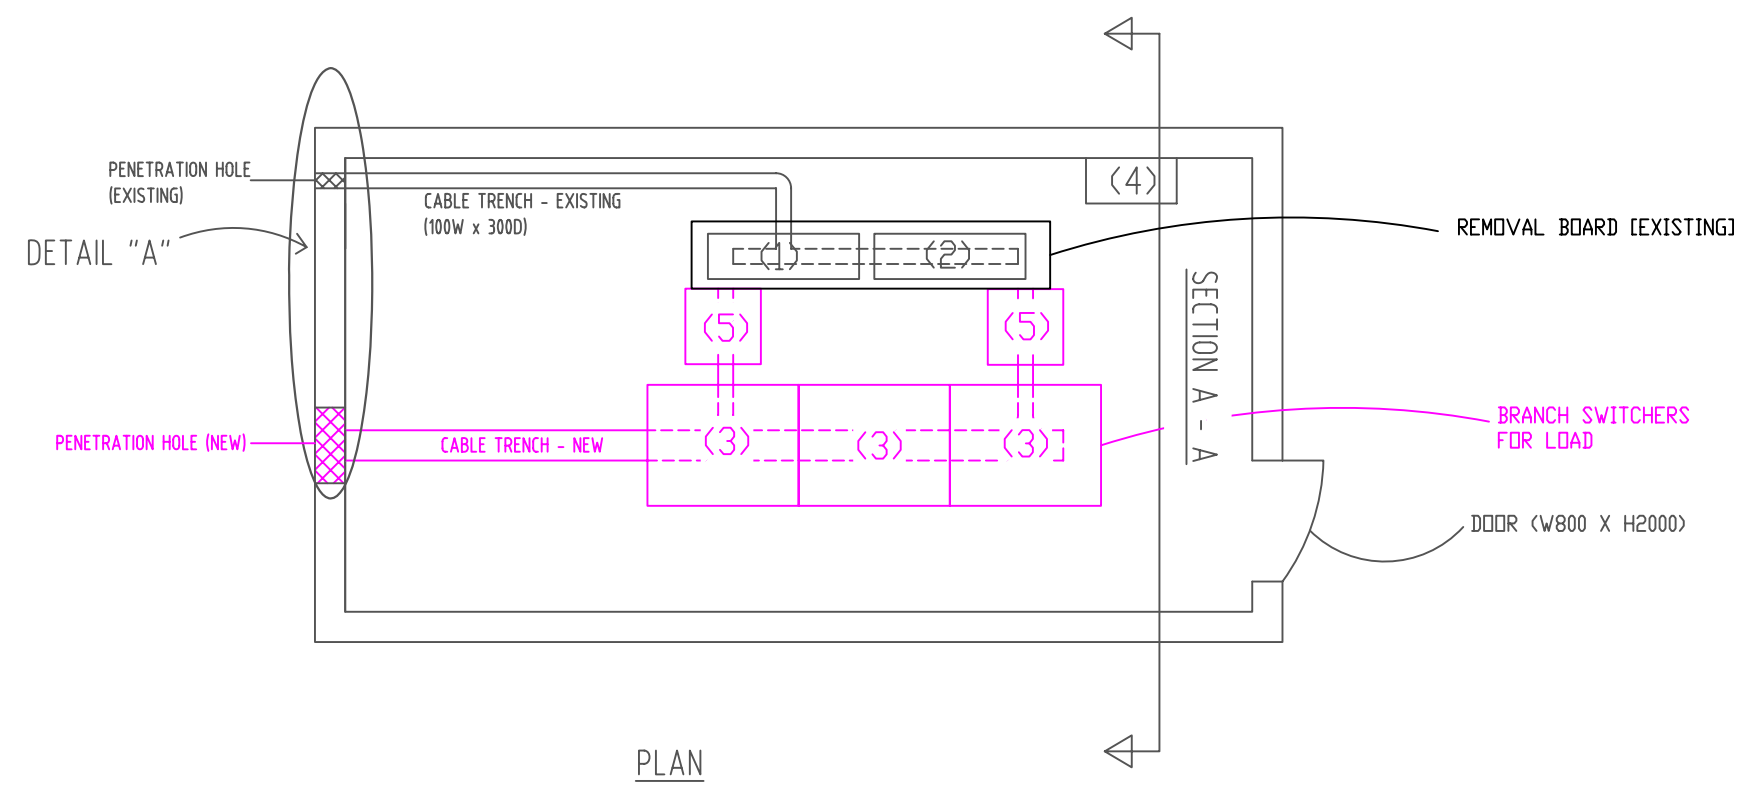 PENETRATION HOLE
(EXISTING)
CABLE TRENCH - EXISTING
(100W x 300D)
(4)
DETAIL "A"
(1)
(2)
REMOVAL BOARD [EXISTING]
(5)
(5)
SECTION A - A
PENETRATION HOLE (NEW)
CABLE TRENCH - NEW
(3)
(3)
(3)
BRANCH SWITCHERS
FOR LOAD
DOOR (W800 X H2000)
PLAN